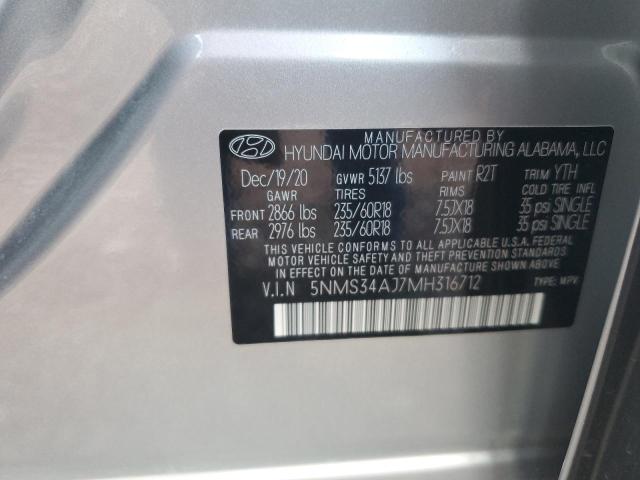 MANUFACTURED BY
HYUNDAI MOTOR MANUFACTURING ALABAMA, LLC
Dec/19/20 GVWR 5137 lbs PAINT R2T TRIM YTH
GAWR TIRES RIMS COLD TIRE INFL
FRONT 2866 lbs 235/60R18 7.5JX18 35 psi SINGLE
REAR 2976 lbs 235/60R18 7.5JX18 35 psi SINGLE
THIS VEHICLE CONFORMS TO ALL APPLICABLE U.S.A. FEDERAL
MOTOR VEHICLE SAFETY AND THEFT PREVENTION STANDARDS
IN EFFECT ON THE DATE OF MANUFACTURE SHOWN ABOVE.
V.I.N 5NMS34AJ7MH316712
TYPE: MPV